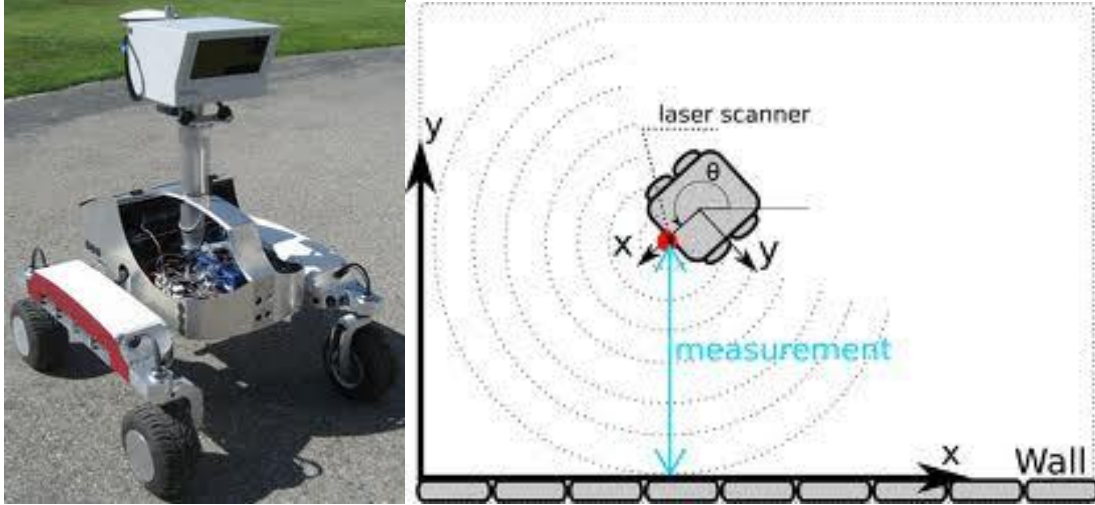 y
laser scanner
θ
x
y
measurement
x
Wall